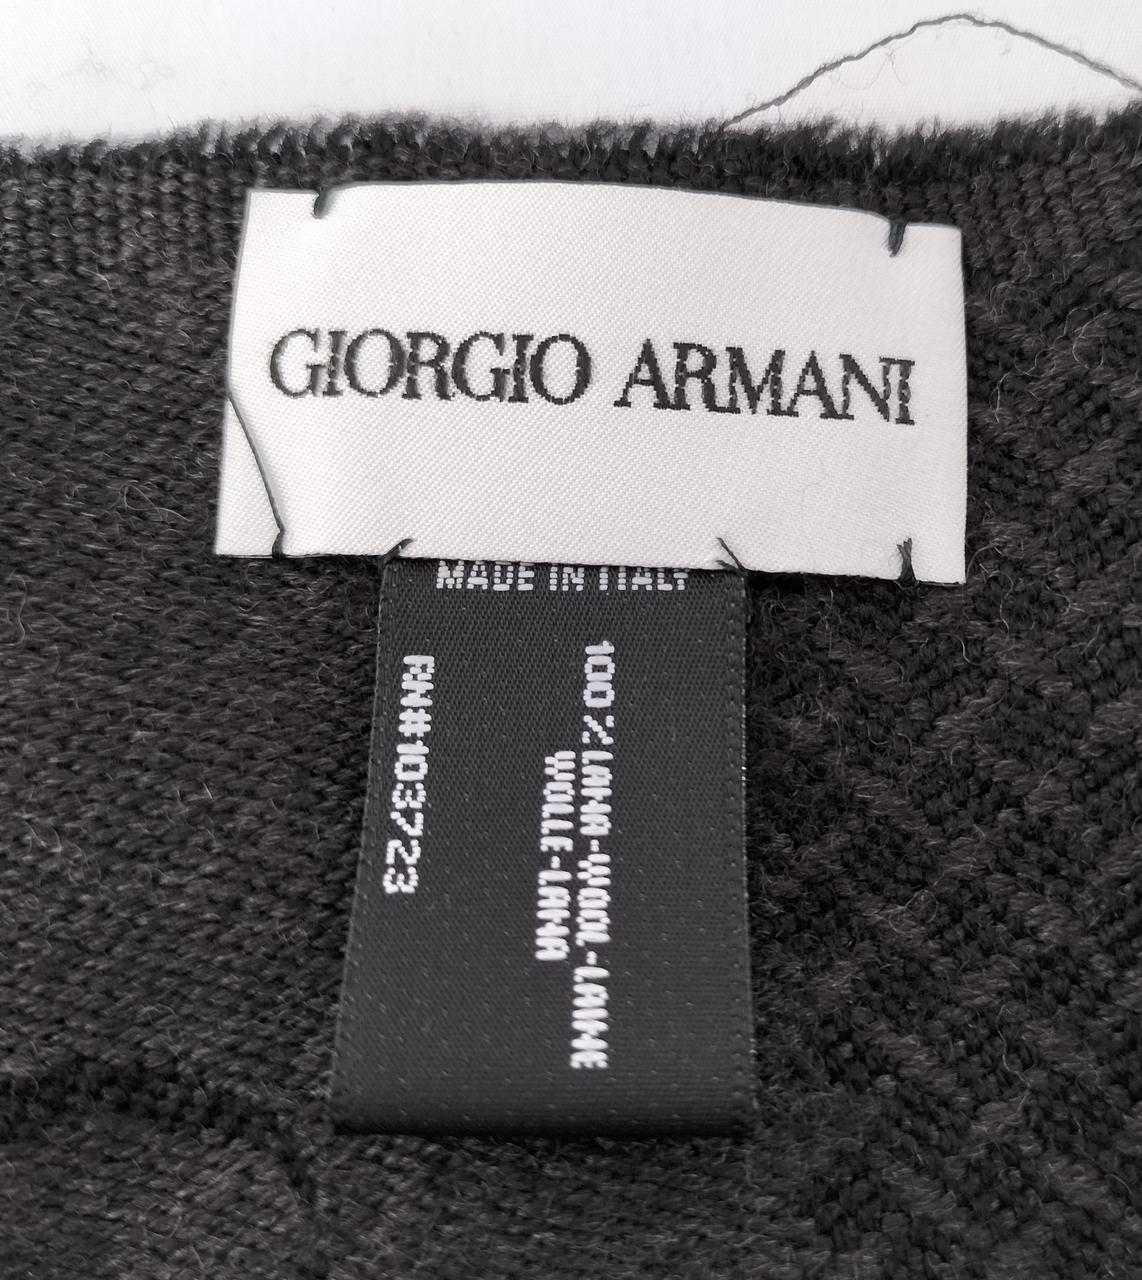 GIORGIO ARMANI
MADE IN ITALY
100 % LANA-WOOL-LAINE
WOLLE-LANA
RN#103723